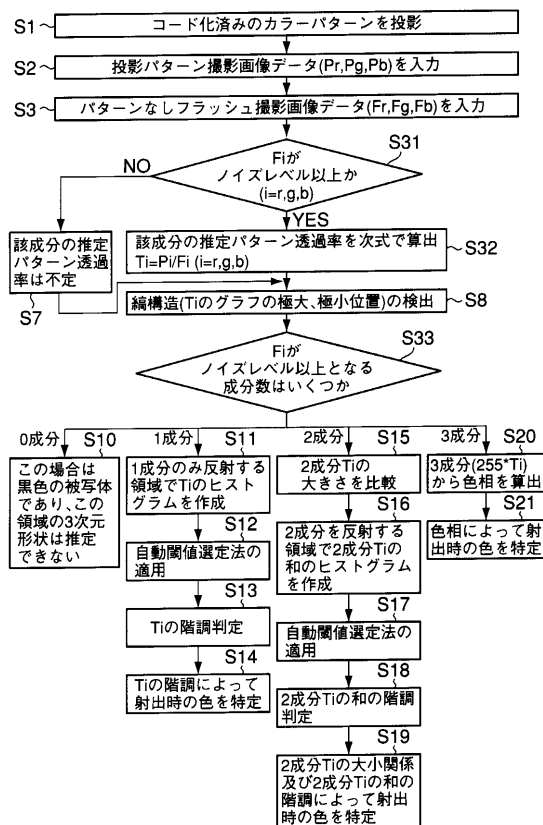 S1
コード化済みのカラーパターンを投影
S2
投影パターン撮影画像データ(Pr,Pg,Pb)を入力
S3
パターンなしフラッシュ撮影画像データ(Fr,Fg,Fb)を入力
S31
Fiが
ノイズレベル以上か
(i=r,g,b)
NO
YES
該成分の推定
パターン透過
率は不定
S7
該成分の推定パターン透過率を次式で算出
Ti=Pi/Fi (i=r,g,b)
S32
縞構造(Tiのグラフの極大、極小位置)の検出
S8
S33
Fiが
ノイズレベル以上となる
成分数はいくつか
0成分
S10
この場合は
黒色の被写体
であり、この
領域の3次元
形状は推定
できない
1成分
S11
1成分のみ反射する
領域でTiのヒスト
グラムを作成
S12
自動閾値選定法の
適用
S13
Tiの階調判定
S14
Tiの階調によって
射出時の色を特定
2成分
S15
2成分Tiの
大きさを比較
S16
2成分を反射する
領域で2成分Tiの
和のヒストグラム
を作成
S17
自動閾値選定法の
適用
S18
2成分Tiの和の階調
判定
S19
2成分Tiの大小関係
及び2成分Tiの和の
階調によって射出
時の色を特定
3成分
S20
3成分(255*Ti)
から色相を算出
S21
色相によって射
出時の色を特定